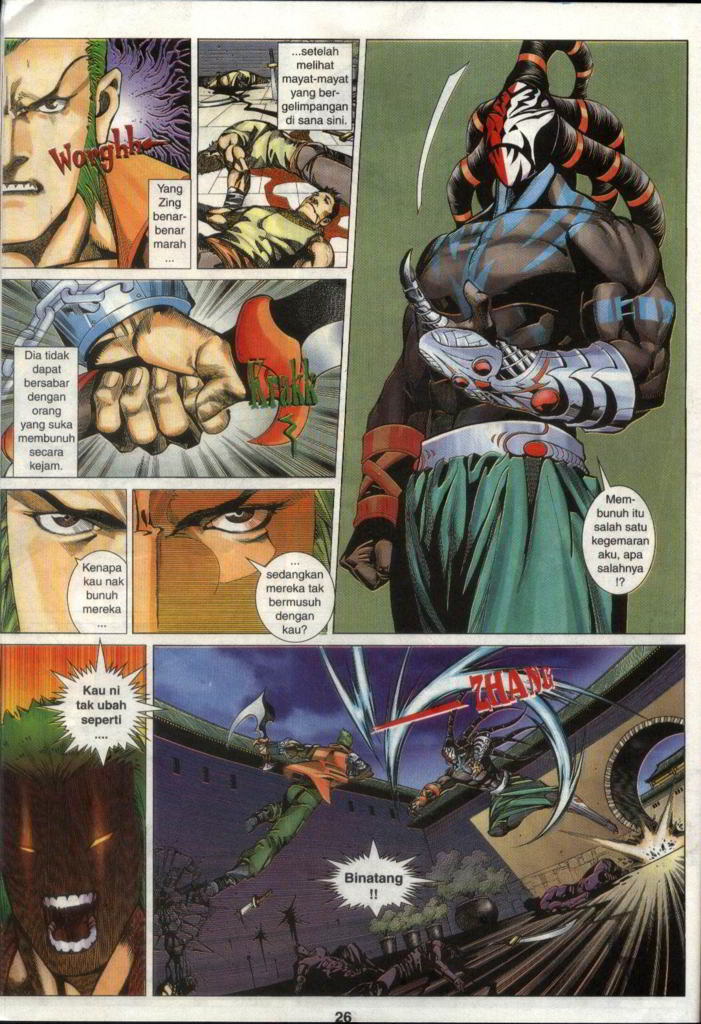 Worghh
Yang
Zing
benar-
benar
marah
...
...setelah
melihat
mayat-mayat
yang ber-
gelimpangan
di sana sini.
Dia tidak
dapat
bersabar
dengan
orang
yang suka
membunuh
secara
kejam.
Krakk
Mem-
bunuh itu
salah satu
kegemaran
aku, apa
salahnya
!?
Kenapa
kau nak
bunuh
mereka
...
...
sedangkan
mereka tak
bermusuh
dengan
kau?
Kau ni
tak ubah
seperti
....
ZHANG
Binatang
!!
26